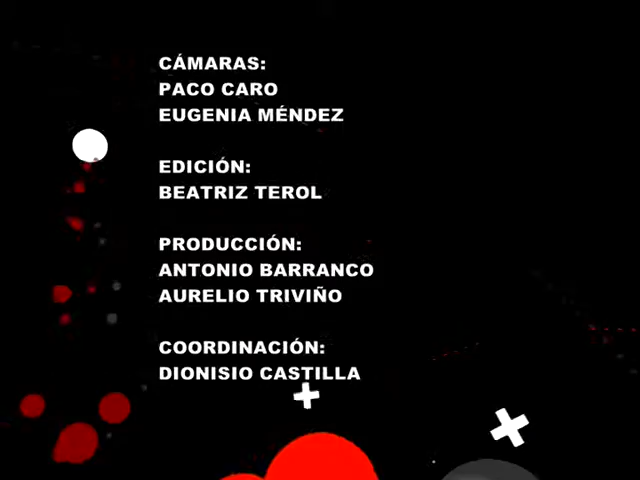 CÁMARAS:
PACO CARO
EUGENIA MÉNDEZ
EDICIÓN:
BEATRIZ TEROL
PRODUCCIÓN:
ANTONIO BARRANCO
AURELIO TRIVIÑO
COORDINACIÓN:
DIONISIO CASTILLA